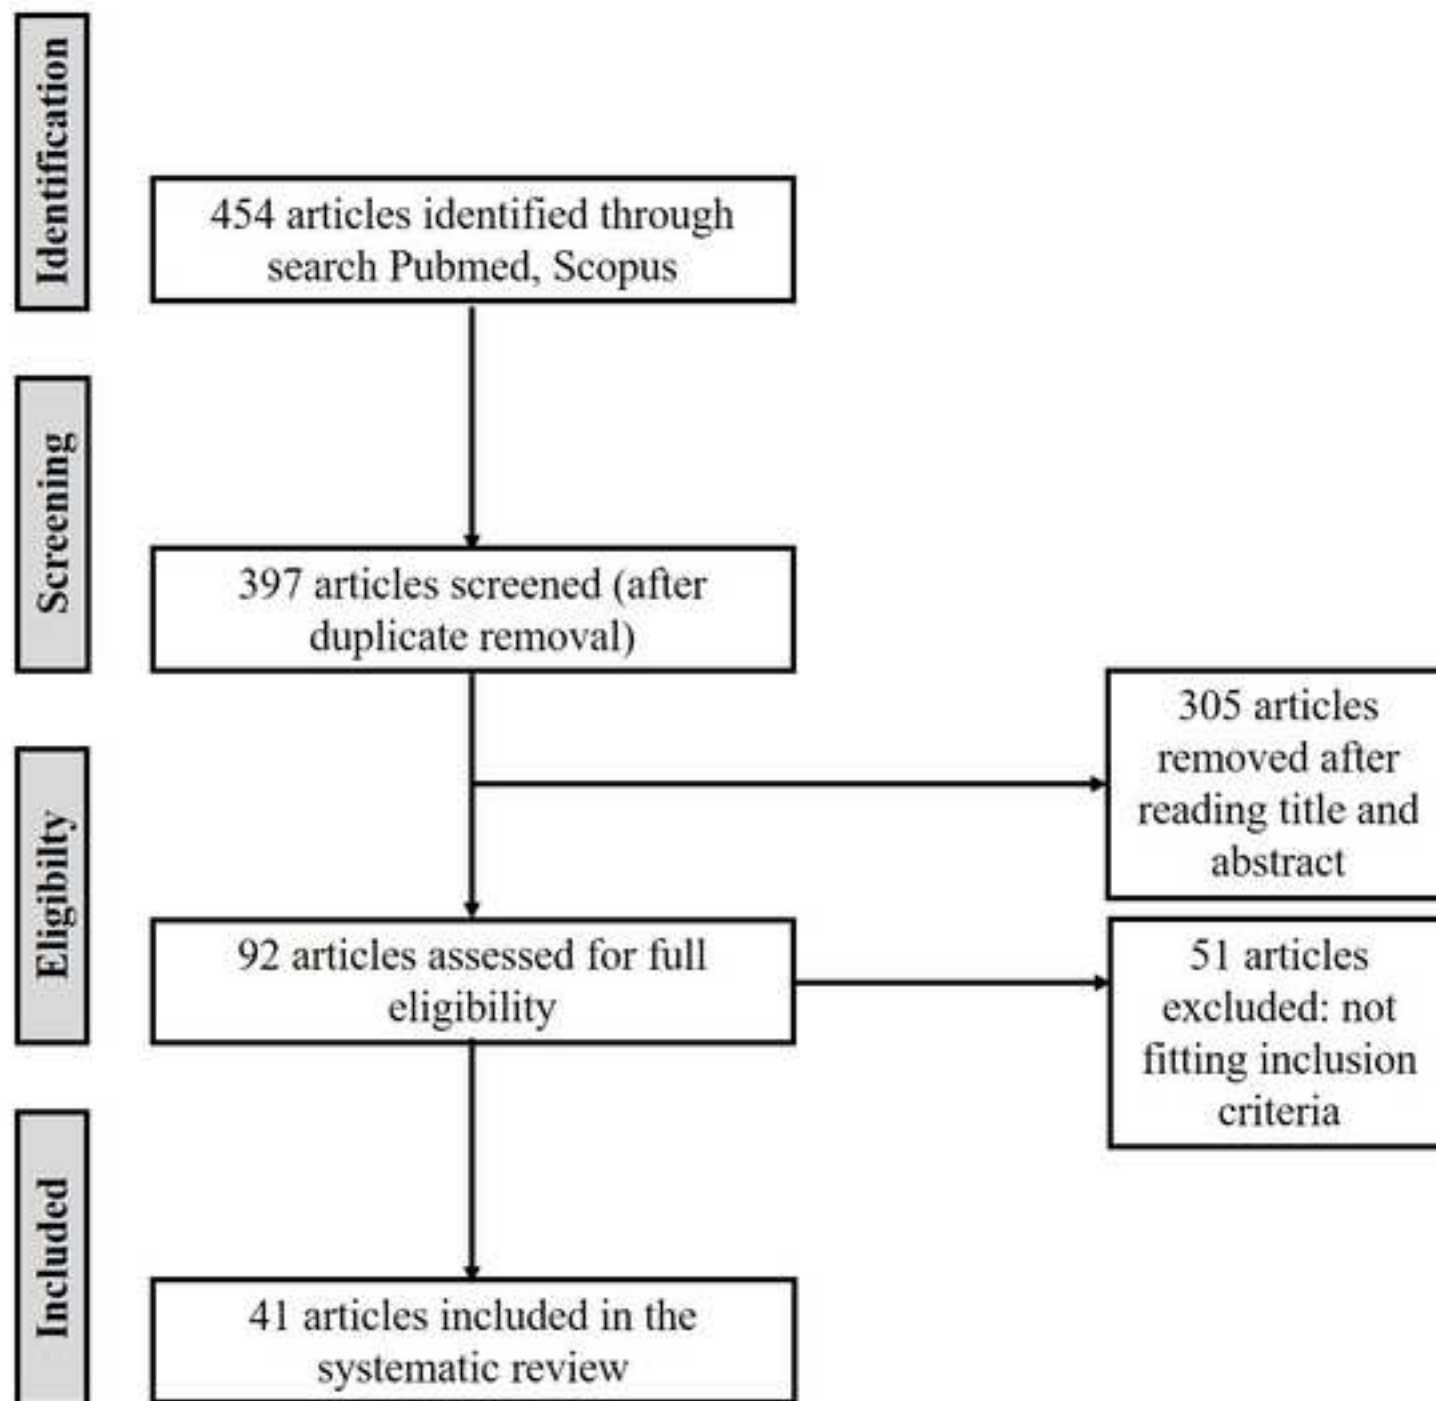 Identification
454 articles identified through
search Pubmed, Scopus
Screening
397 articles screened (after
duplicate removal)
305 articles
removed after
reading title and
abstract
Eligibilty
92 articles assessed for full
eligibility
51 articles
excluded: not
fitting inclusion
criteria
Included
41 articles included in the
systematic review